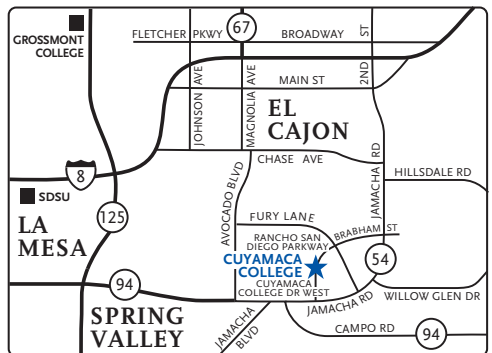 GROSSMONT
COLLEGE
FLETCHER PKWY
67
BROADWAY
2ND ST
JOHNSON AVE
MAGNOLIA AVE
MAIN ST
EL
CAJON
CHASE AVE
8
SDSU
LA
MESA
125
AVOCADO BLVD
JAMACHA RD
HILLSDALE RD
FURY LANE
RANCHO SAN
DIEGO PARKWAY
BRABHAM ST
CUYAMACA
COLLEGE
CUYAMACA
COLLEGE DR WEST
54
94
JAMACHA RD
WILLOW GLEN DR
SPRING
VALLEY
JAMACHA
BLVD
CAMPO RD
94